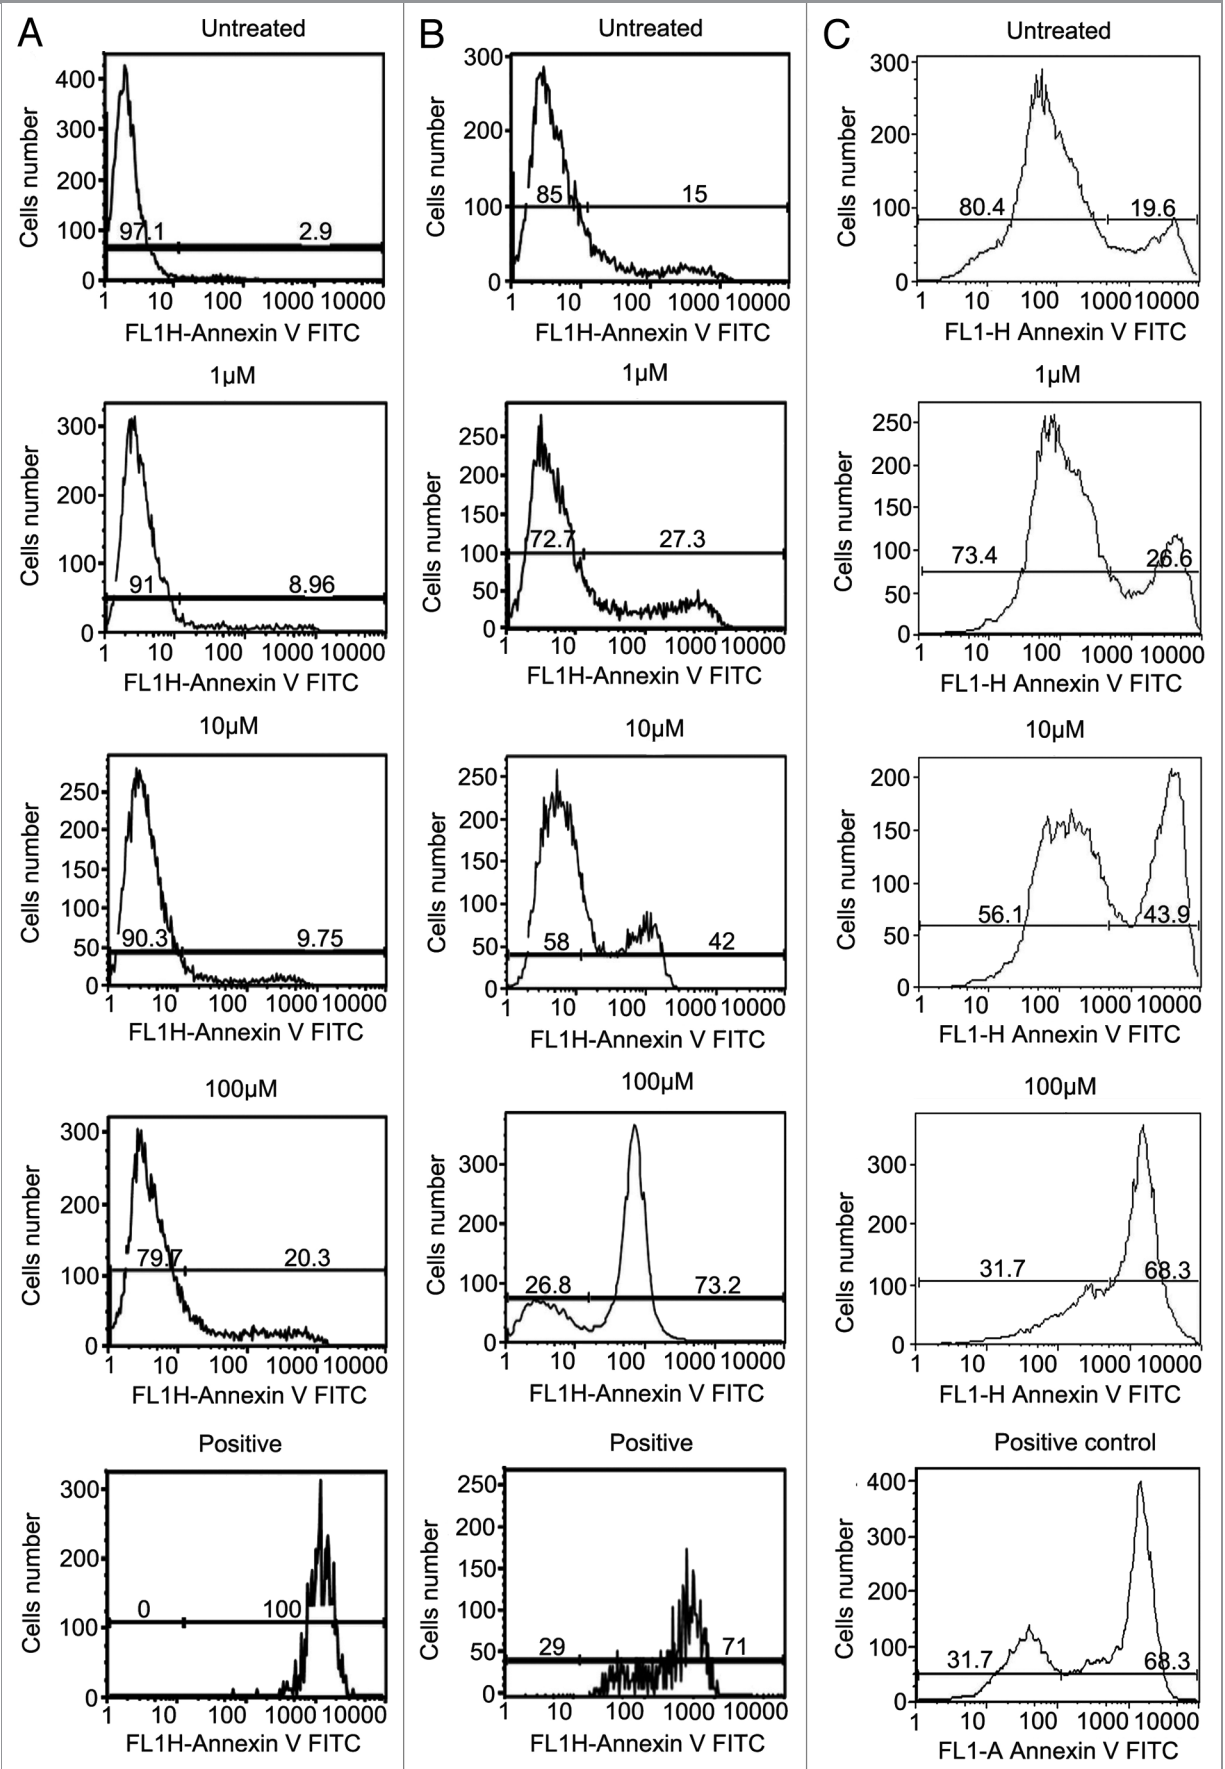 A
Untreated
Cells number
400
300
200
100
0
97.1
2.9
1 10 100 1000 10000
FL1H-Annexin V FITC
1µM
Cells number
300
200
100
0
91
8.96
1 10 100 1000 10000
FL1H-Annexin V FITC
10µM
Cells number
250
200
150
100
50
0
90.3
9.75
1 10 100 1000 10000
FL1H-Annexin V FITC
100µM
Cells number
300
200
100
0
79.7
20.3
1 10 100 1000 10000
FL1H-Annexin V FITC
Positive
Cells number
300
200
100
0
0
100
1 10 100 1000 10000
FL1H-Annexin V FITC
B
Untreated
Cells number
300
200
100
0
85
15
1 10 100 1000 10000
FL1H-Annexin V FITC
1µM
Cells number
250
200
150
100
50
0
72.7
27.3
1 10 100 1000 10000
FL1H-Annexin V FITC
10µM
Cells number
250
200
150
100
50
0
58
42
1 10 100 1000 10000
FL1H-Annexin V FITC
100µM
Cells number
300
200
100
0
26.8
73.2
1 10 100 1000 10000
FL1H-Annexin V FITC
Positive
Cells number
250
200
150
100
50
0
29
71
1 10 100 1000 10000
FL1H-Annexin V FITC
C
Untreated
Cells number
300
200
100
0
80.4
19.6
1 10 100 1000 10000
FL1-H Annexin V FITC
1µM
Cells number
250
200
150
100
50
0
73.4
26.6
1 10 100 1000 10000
FL1-H Annexin V FITC
10µM
Cells number
200
150
100
50
0
56.1
43.9
1 10 100 1000 10000
FL1-H Annexin V FITC
100µM
Cells number
300
200
100
0
31.7
68.3
1 10 100 1000 10000
FL1-H Annexin V FITC
Positive control
Cells number
400
300
200
100
0
31.7
68.3
1 10 100 1000 10000
FL1-A Annexin V FITC